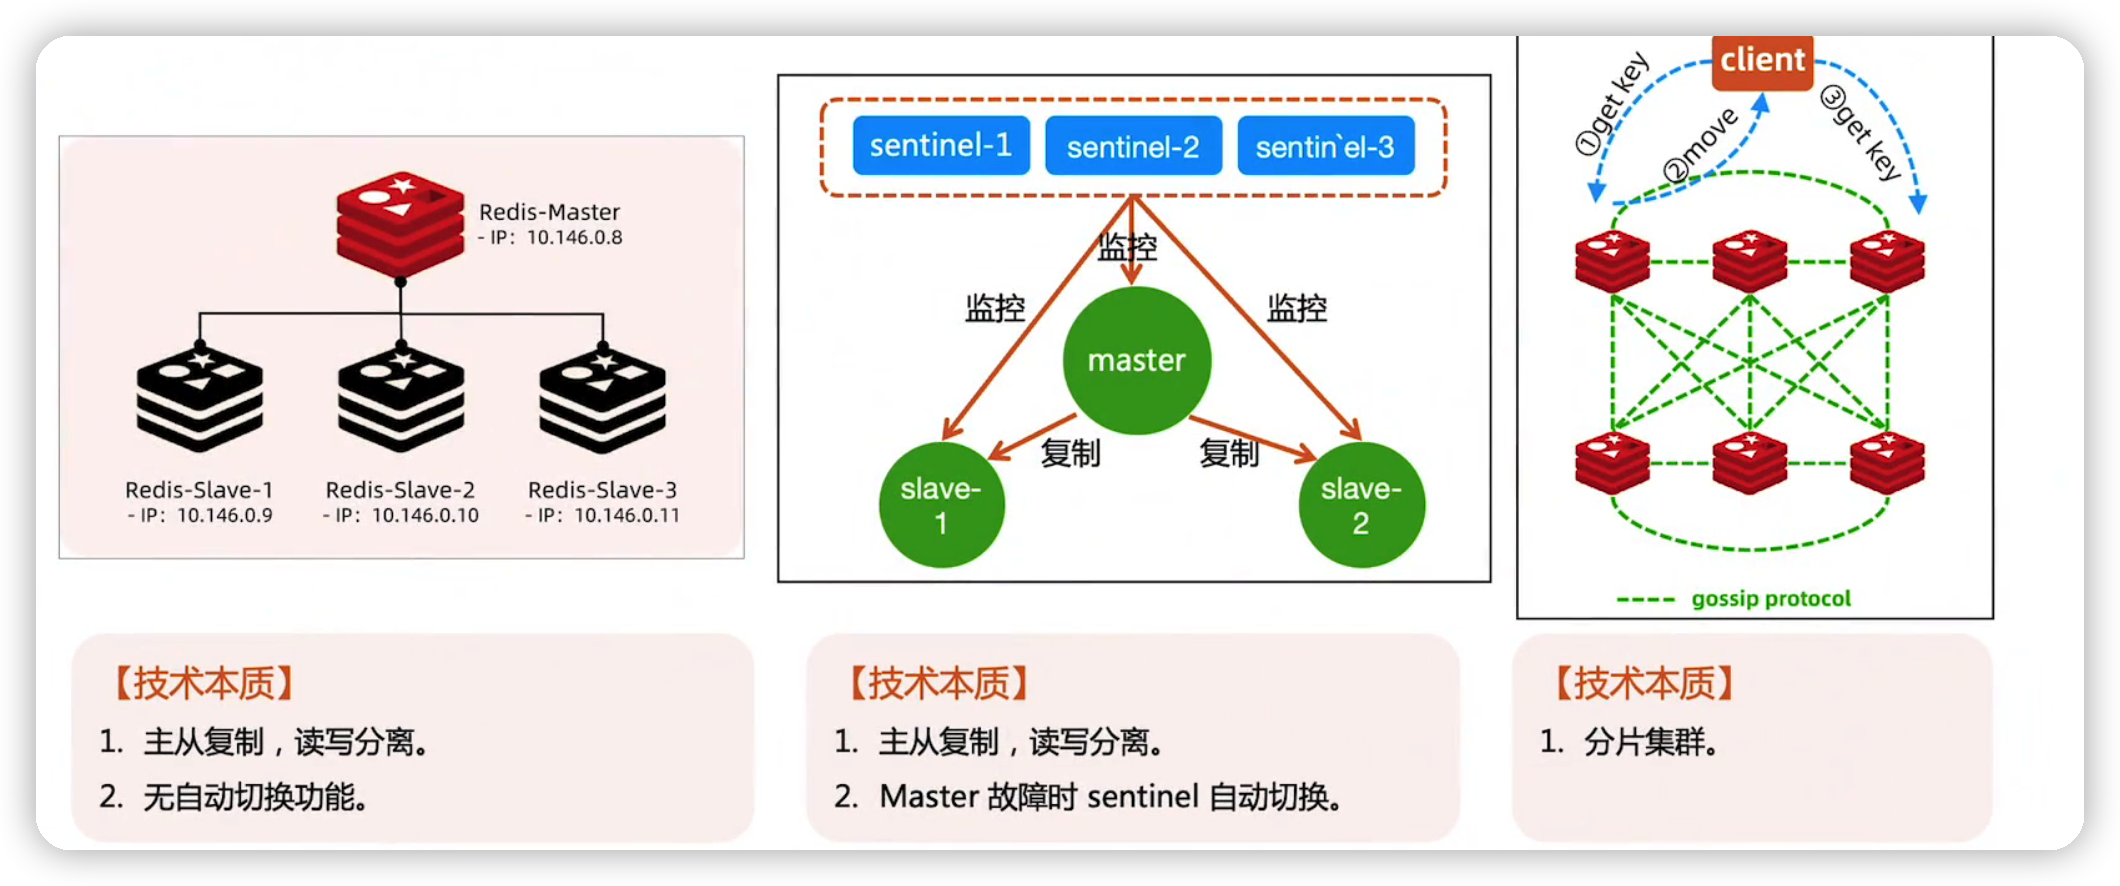 Redis-Master
- IP: 10.146.0.8
Redis-Slave-1
- IP: 10.146.0.9
Redis-Slave-2
- IP: 10.146.0.10
Redis-Slave-3
- IP: 10.146.0.11
【技术本质】
1. 主从复制，读写分离。
2. 无自动切换功能。
sentinel-1
sentinel-2
sentin`el-3
监控
监控
监控
master
复制
复制
slave-
1
slave-
2
【技术本质】
1. 主从复制，读写分离。
2. Master 故障时 sentinel 自动切换。
client
①get key
②move
③get key
gossip protocol
【技术本质】
1. 分片集群。